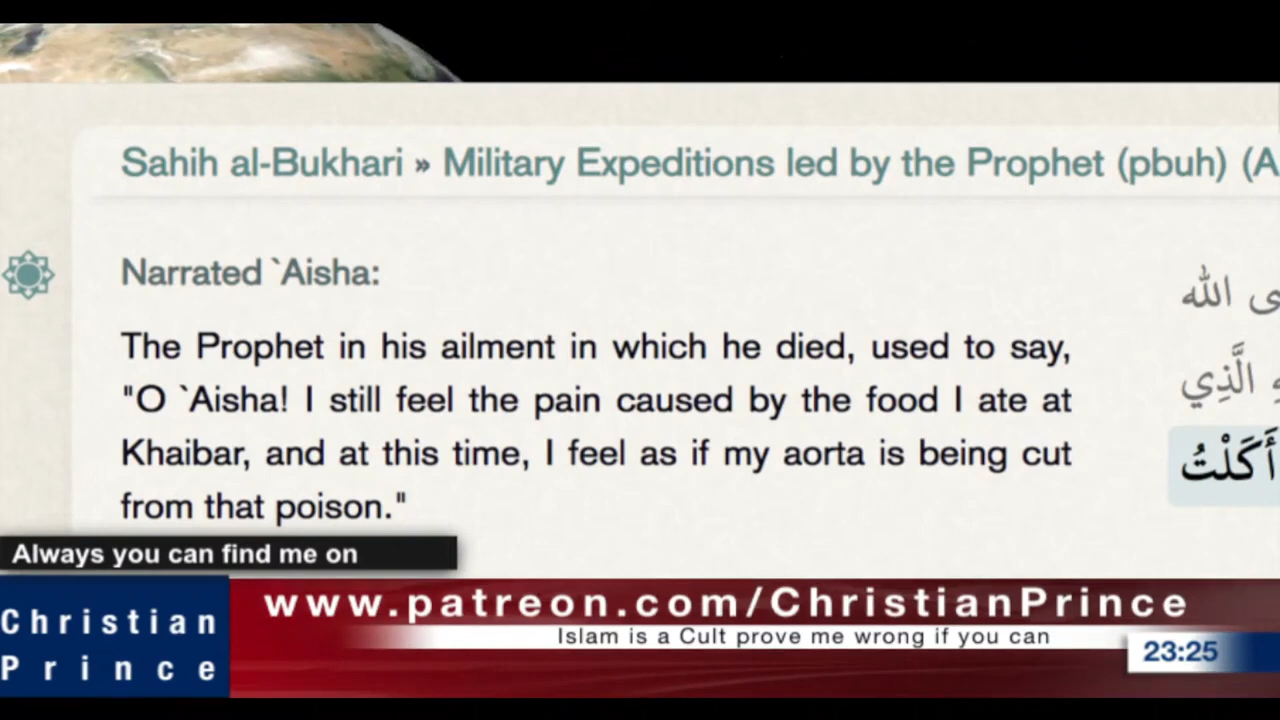 Sahih al-Bukhari » Military Expeditions led by the Prophet (pbuh) (A
Narrated `Aisha:
The Prophet in his ailment in which he died, used to say,
"O `Aisha! I still feel the pain caused by the food I ate at
Khaibar, and at this time, I feel as if my aorta is being cut
from that poison."
ى الله
الَّذِي
أَكَلْتُ
Always you can find me on
Christian
Prince
www.patreon.com/ChristianPrince
Islam is a Cult prove me wrong if you can
23:25